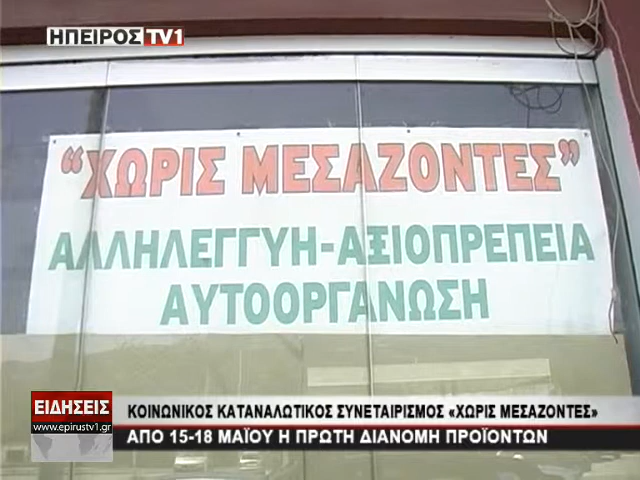 ΗΠΕΙΡΟΣ TV1
“ΧΩΡΙΣ ΜΕΣΑΖΟΝΤΕΣ”
ΑΛΛΗΛΕΓΓΥΗ-ΑΞΙΟΠΡΕΠΕΙΑ
ΑΥΤΟΟΡΓΑΝΩΣΗ
ΕΙΔΗΣΕΙΣ
www.epirustv1.gr
ΚΟΙΝΩΝΙΚΟΣ ΚΑΤΑΝΑΛΩΤΙΚΟΣ ΣΥΝΕΤΑΙΡΙΣΜΟΣ «ΧΩΡΙΣ ΜΕΣΑΖΟΝΤΕΣ»
ΑΠΟ 15-18 ΜΑΪΟΥ Η ΠΡΩΤΗ ΔΙΑΝΟΜΗ ΠΡΟΪΟΝΤΩΝ